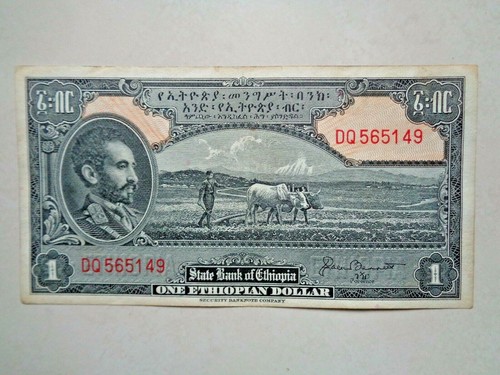 የኢትዮጵያ፡መንግሥት፡ባንክ፡
አንድ፡የኢትዮጵያ፡ብር፡
ብር
ብር
DQ565149
DQ565149
State Bank of Ethiopia
1
1
ONE ETHIOPIAN DOLLAR
SECURITY BANKNOTE COMPANY